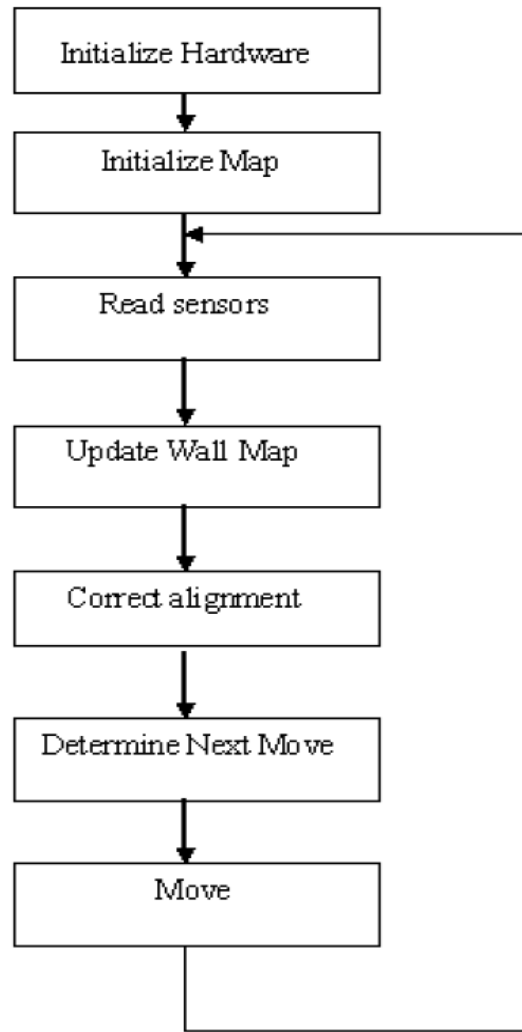 Initialize Hardware
Initialize Map
Read sensors
Update Wall Map
Correct alignment
Determine Next Move
Move